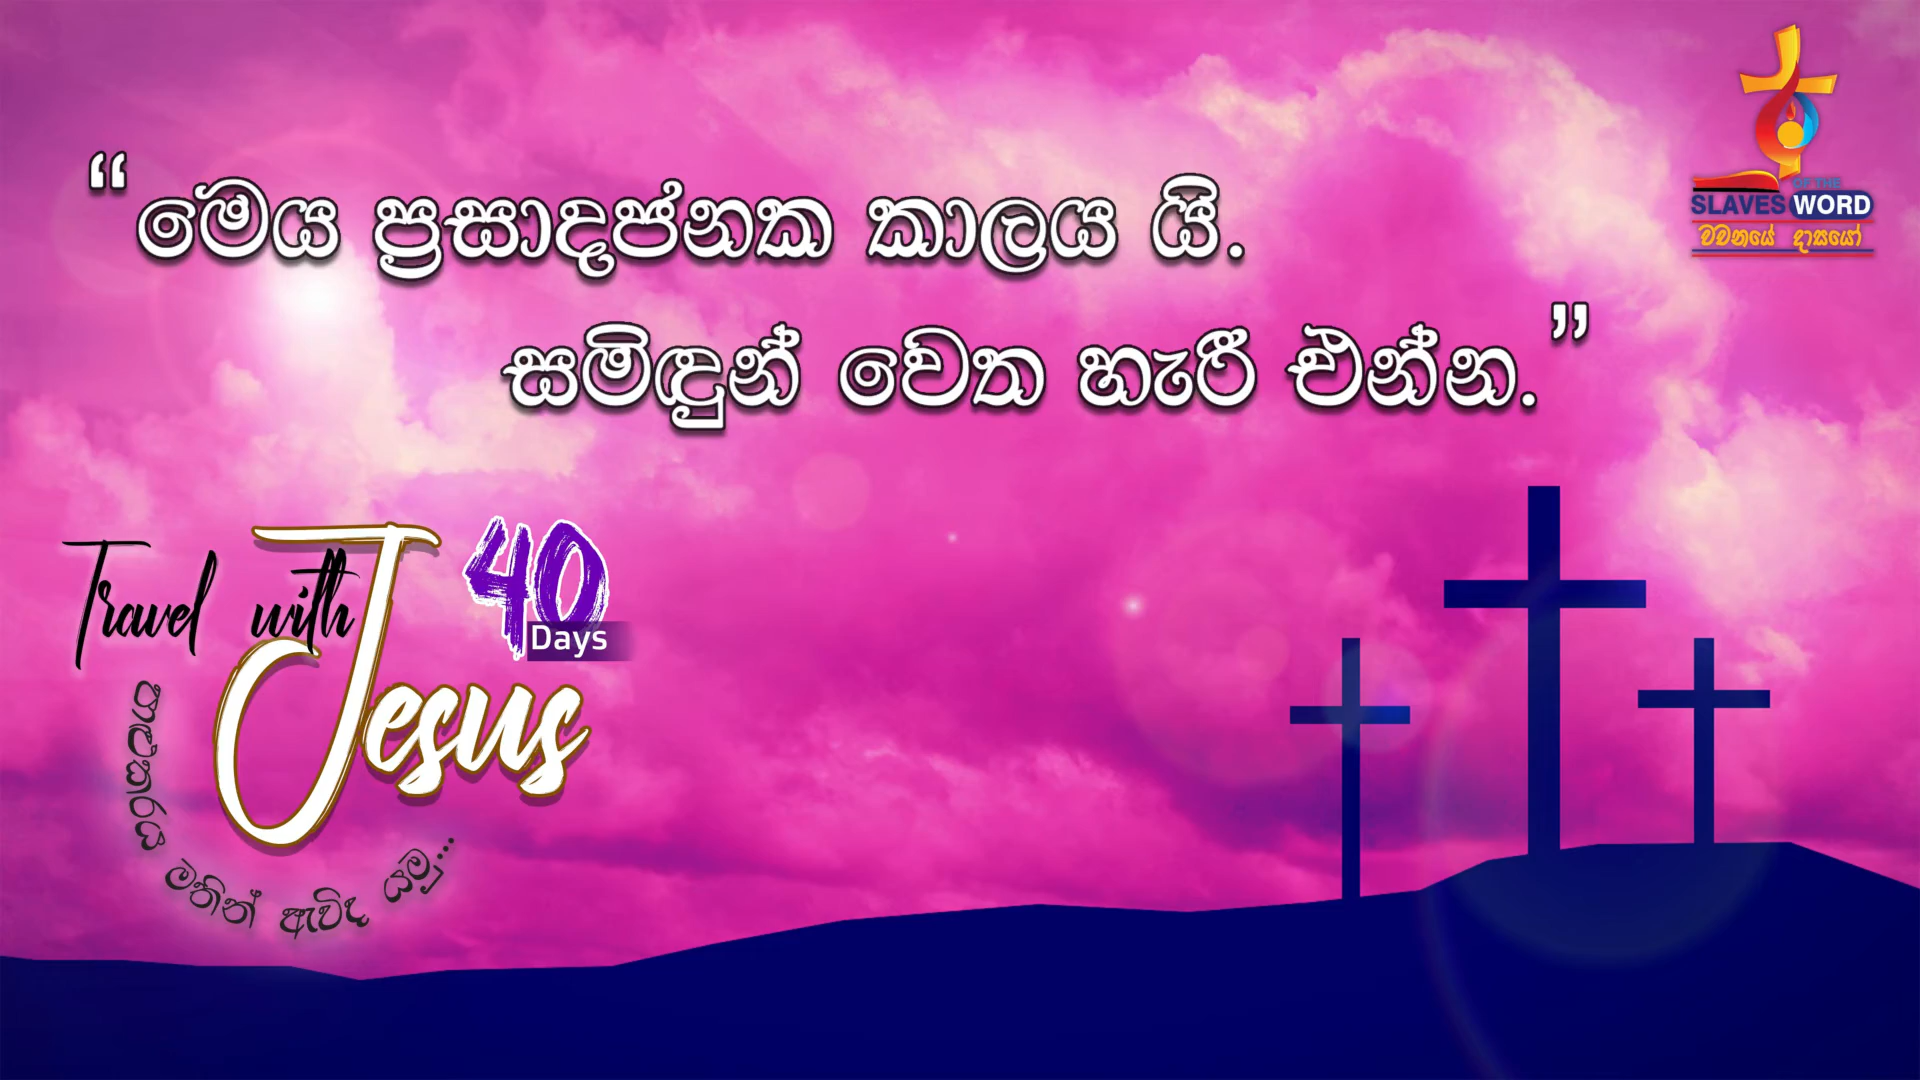 “මෙය ප්‍රසාදජනක කාලය යි.
සමිඳුන් වෙත හැරී එන්න.”
OF THE
SLAVES WORD
වචනයේ දාසයෝ
Travel with Jesus
40
Days
මතින් ඇවිද යමු...